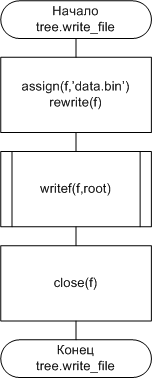 Начало
tree.write_file
assign(f,'data.bin')
rewrite(f)
writef(f,root)
close(f)
Конец
tree.write_file